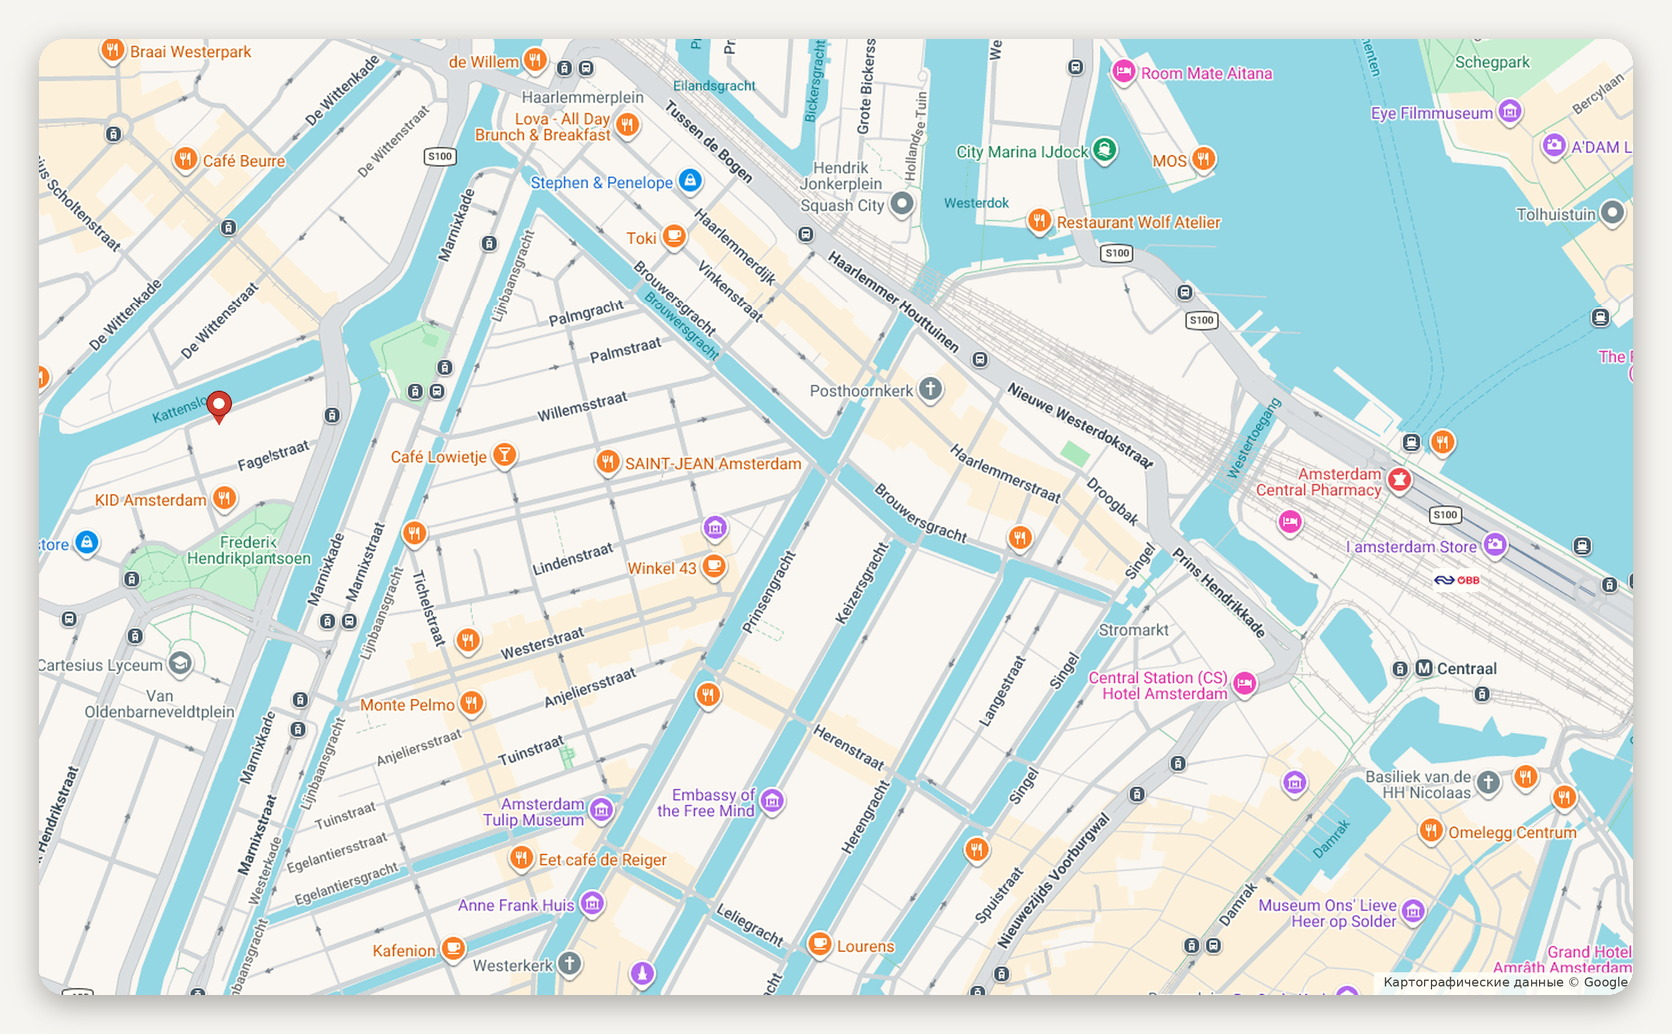 Braai Westerpark
de Willem
Haarlemmerplein
Lova - All Day
Brunch & Breakfast
De Wittenkade
De Wittenstraat
Café Beurre
S100
Tussen de Bogen
Eilandsgracht
Bickersgracht
Hollandse Tuin
Room Mate Aitana
Schegpark
Bercylaan
Eye Filmmuseum
A'DAM L
City Marina IJdock
MOS
Stephen & Penelope
Hendrik
Jonkerplein
Squash City
Westerdok
Restaurant Wolf Atelier
Tolhuistuin
Marnixkade
Toki
Haarlemmerdijk
Vinkenstraat
Lijnbaansgracht
Brouwersgracht
Brouwersgracht
Haarlemmer Houttuinen
S100
S100
De Wittenkade
De Wittenstraat
Palmgracht
Palmstraat
Posthoornkerk
Nieuwe Westerdokstraat
Willemsstraat
Westertoegang
Fagelstraat
Café Lowietje
SAINT-JEAN Amsterdam
Haarlemmerstraat
Droogbak
Amsterdam
Central Pharmacy
S100
KID Amsterdam
Brouwersgracht
I amsterdam Store
Frederik
Hendrikplantsoen
Marnixkade
Marnixstraat
Lijnbaansgracht
Tichelstraat
Lindenstraat
Winkel 43
Prinsengracht
Keizersgracht
Singel
Prins Hendrikkade
ÖBB
Westerstraat
Stromarkt
Cartesius Lyceum
Van
Oldenbarneveldtplein
Monte Pelmo
Anjeliersstraat
Langestraat
Singel
Central Station (CS)
Hotel Amsterdam
M Centraal
Marnixkade
Lijnbaansgracht
Anjeliersstraat
Tuinstraat
Herenstraat
Singel
Basiliek van de
HH Nicolaas
Marnixstraat
Westerkade
Tuinstraat
Egelantiersstraat
Egelantiersgracht
Amsterdam
Tulip Museum
Embassy of
the Free Mind
Herengracht
Damrak
Omelegg Centrum
Eet café de Reiger
Anne Frank Huis
Leliegracht
Spuistraat
Nieuwezijds Voorburgwal
Damrak
Museum Ons' Lieve
Heer op Solder
Kafenion
Westerkerk
Lourens
Grand Hotel
Amrâth Amsterdam
Картографические данные © Google